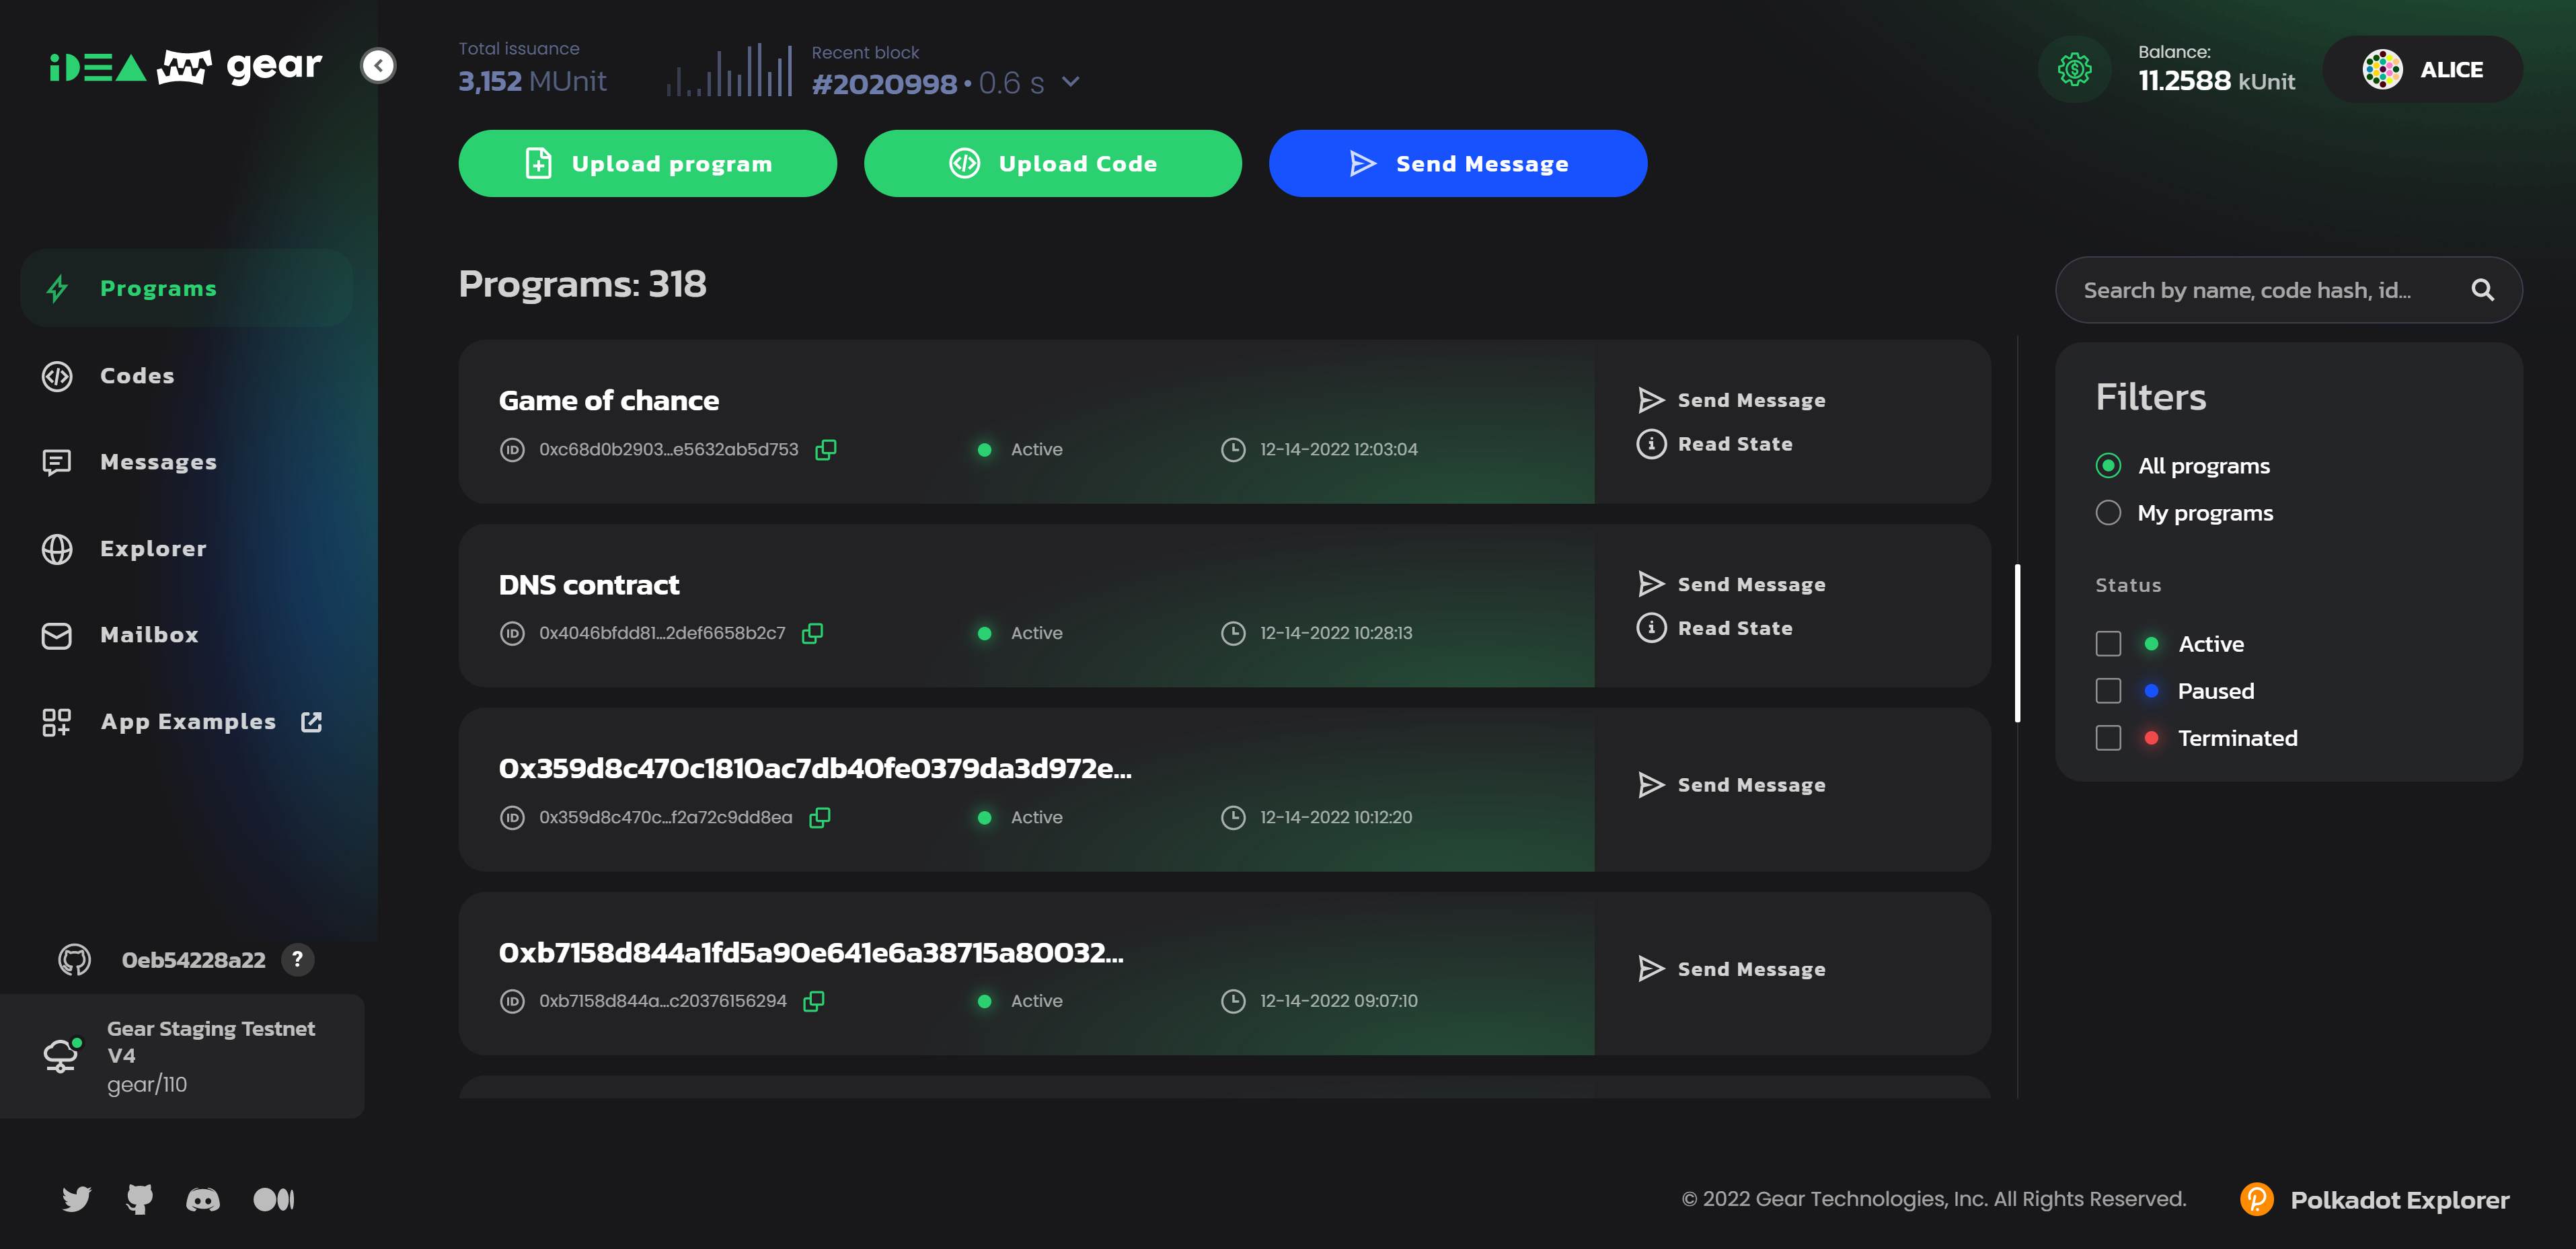 iDEA gear
Total issuance
3,152 MUnit
Recent block
#2020998 • 0.6 s
Balance:
11.2588 kUnit
ALICE
Upload program
Upload Code
Send Message
Programs
Codes
Messages
Explorer
Mailbox
App Examples
0eb54228a22 ?
Gear Staging Testnet
V4
gear/110
Programs: 318
Game of chance
ID 0xc68d0b2903...e5632ab5d753 Active 12-14-2022 12:03:04
Send Message
Read State
DNS contract
ID 0x4046bfdd81...2def6658b2c7 Active 12-14-2022 10:28:13
Send Message
Read State
0x359d8c470c1810ac7db40fe0379da3d972e...
ID 0x359d8c470c...f2a72c9dd8ea Active 12-14-2022 10:12:20
Send Message
0xb7158d844a1fd5a90e641e6a38715a80032...
ID 0xb7158d844a...c20376156294 Active 12-14-2022 09:07:10
Send Message
Search by name, code hash, id...
Filters
All programs
My programs
Status
Active
Paused
Terminated
© 2022 Gear Technologies, Inc. All Rights Reserved.
Polkadot Explorer